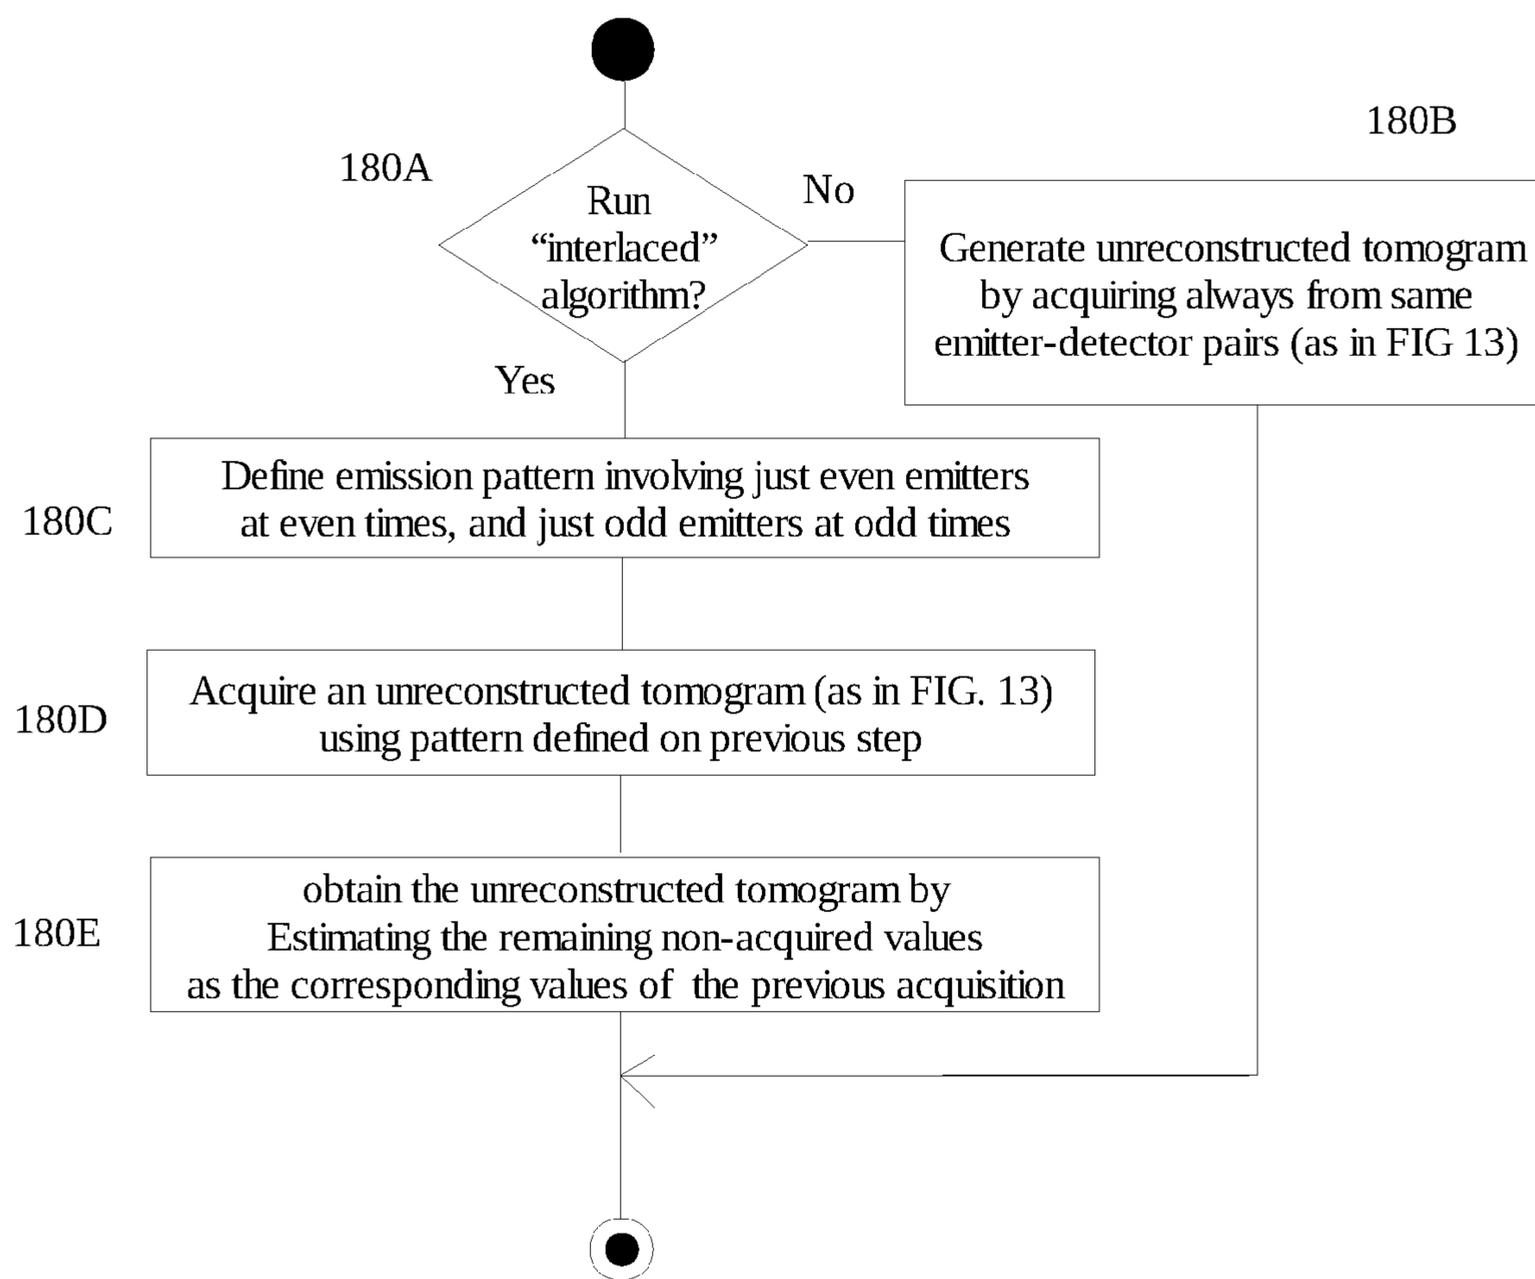 180B
180A
Run
“interlaced”
algorithm?
No
Generate unreconstructed tomogram
by acquiring always from same
emitter-detector pairs (as in FIG 13)
Yes
180C
Define emission pattern involving just even emitters
at even times, and just odd emitters at odd times
180D
Acquire an unreconstructed tomogram (as in FIG. 13)
using pattern defined on previous step
180E
obtain the unreconstructed tomogram by
Estimating the remaining non-acquired values
as the corresponding values of the previous acquisition